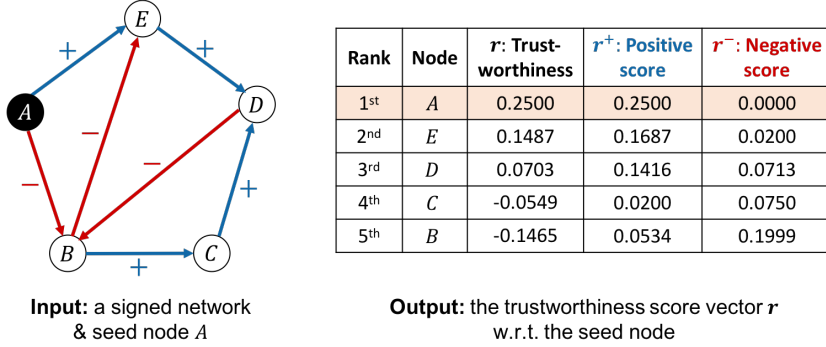 E
+
+
A
−
D
−
−
+
B
+
C
Input: a signed network
& seed node A
Rank Node r: Trust-worthiness r⁺: Positive score r⁻: Negative score
1st A 0.2500 0.2500 0.0000
2nd E 0.1487 0.1687 0.0200
3rd D 0.0703 0.1416 0.0713
4th C -0.0549 0.0200 0.0750
5th B -0.1465 0.0534 0.1999
Output: the trustworthiness score vector r
w.r.t. the seed node